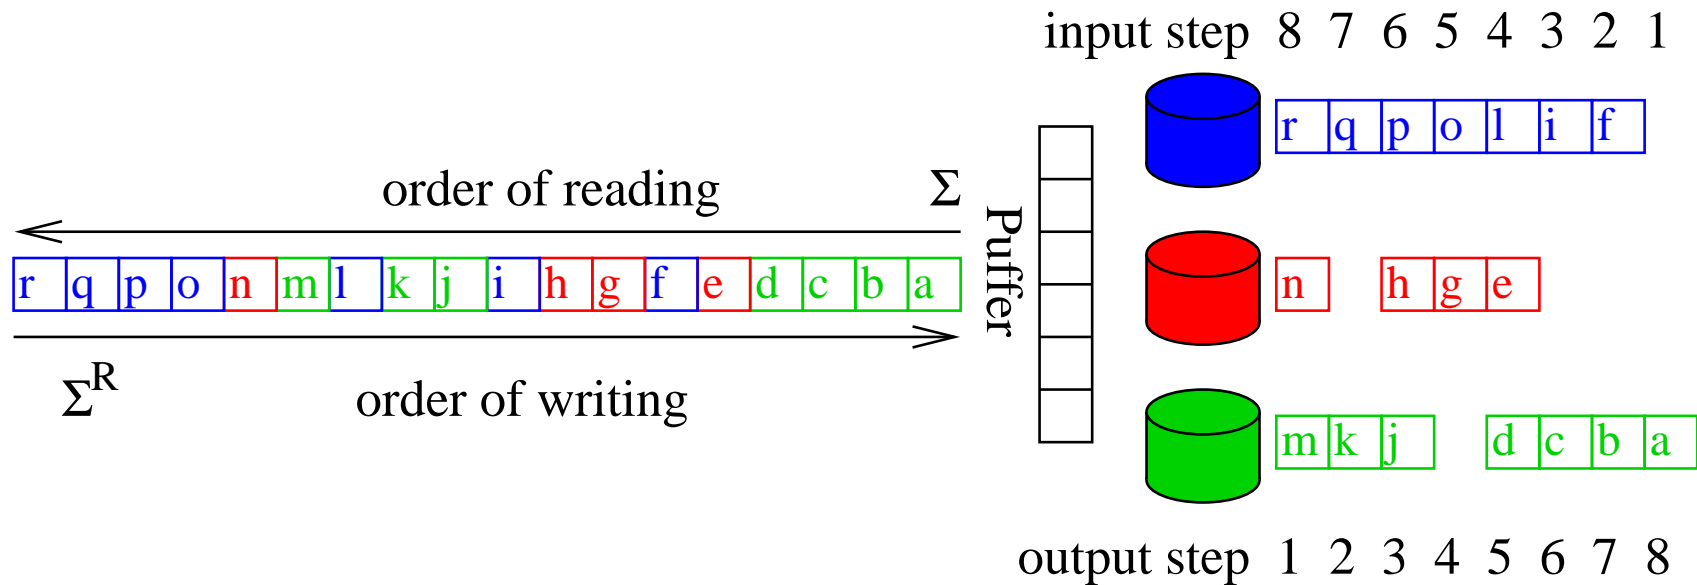 input step 8 7 6 5 4 3 2 1
r q p o l i f
order of reading Σ
Puffer
r q p o n m l k j i h g f e d c b a
n h g e
Σ^R order of writing
m k j d c b a
output step 1 2 3 4 5 6 7 8